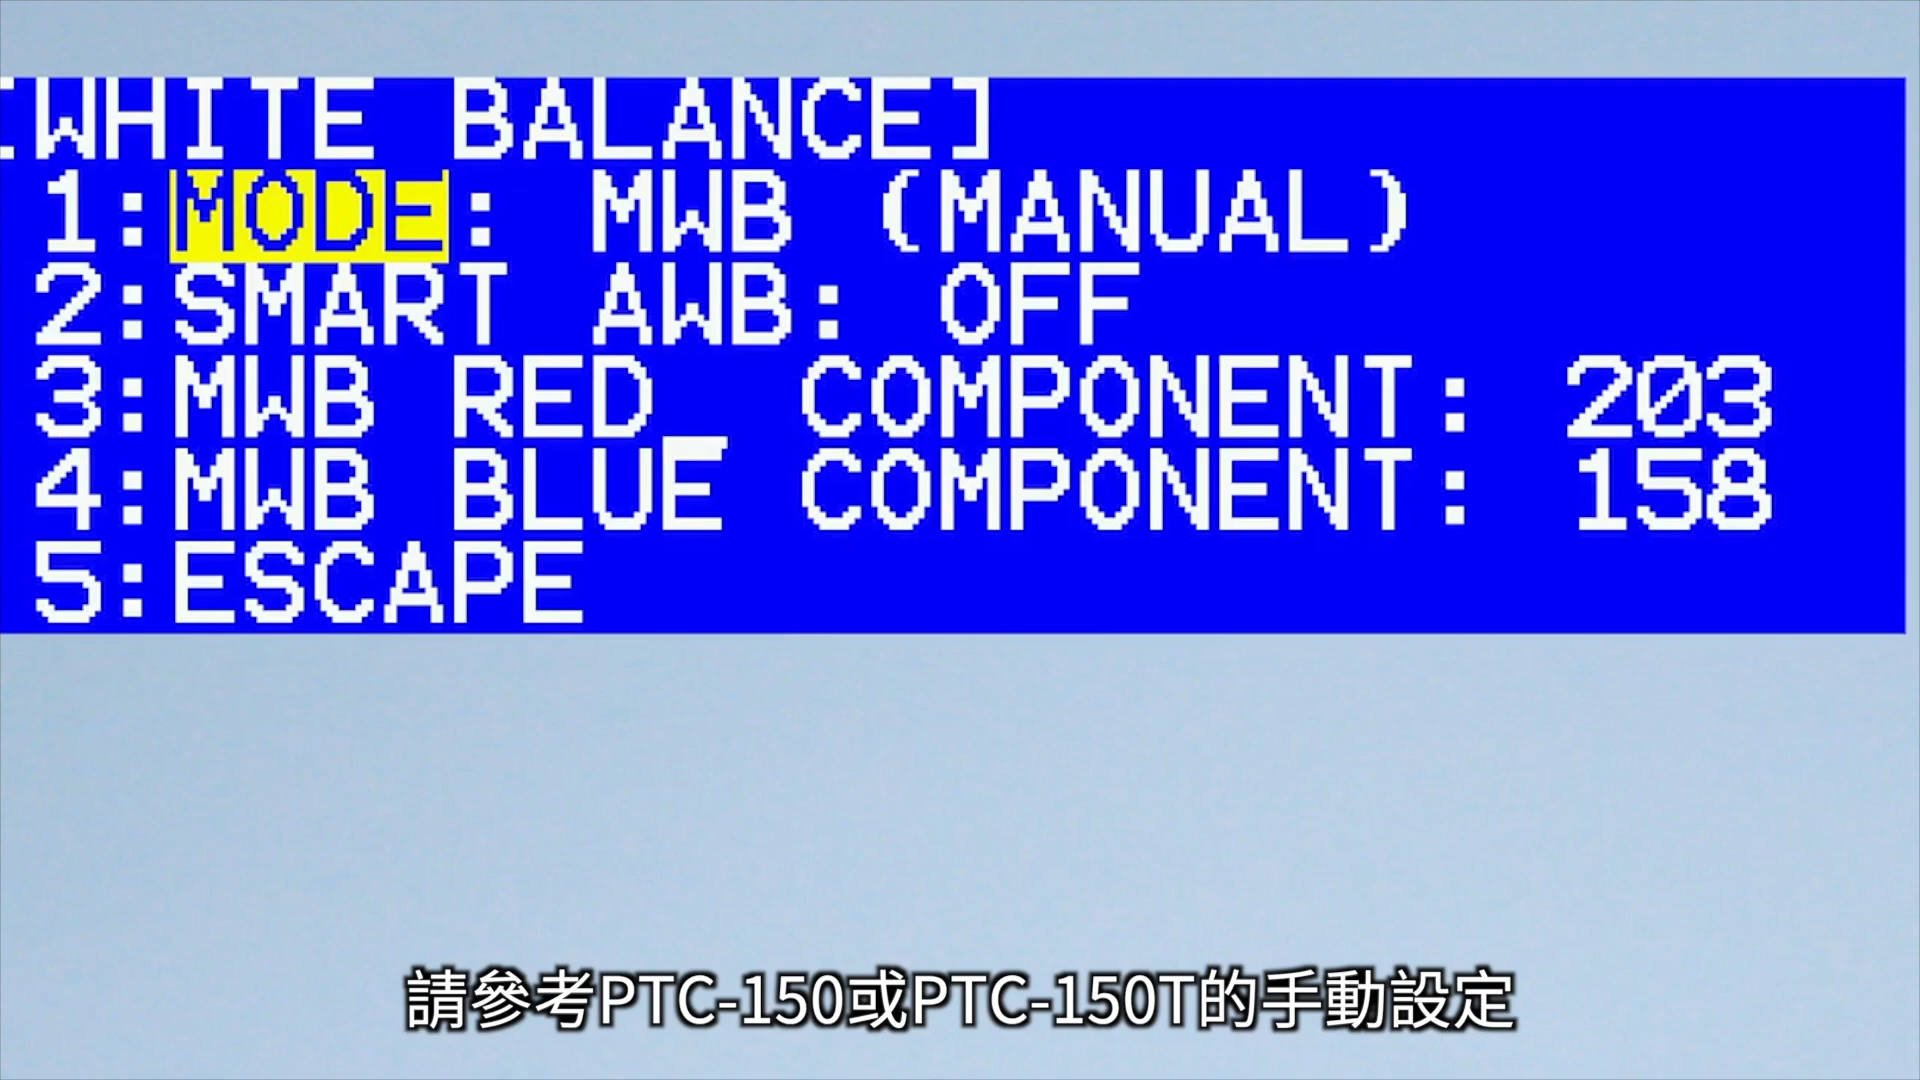 [WHITE BALANCE]
1:MODE: MWB (MANUAL)
2:SMART AWB: OFF
3:MWB RED_ COMPONENT: 203
4:MWB BLUE COMPONENT: 158
5:ESCAPE
請參考PTC-150或PTC-150T的手動設定